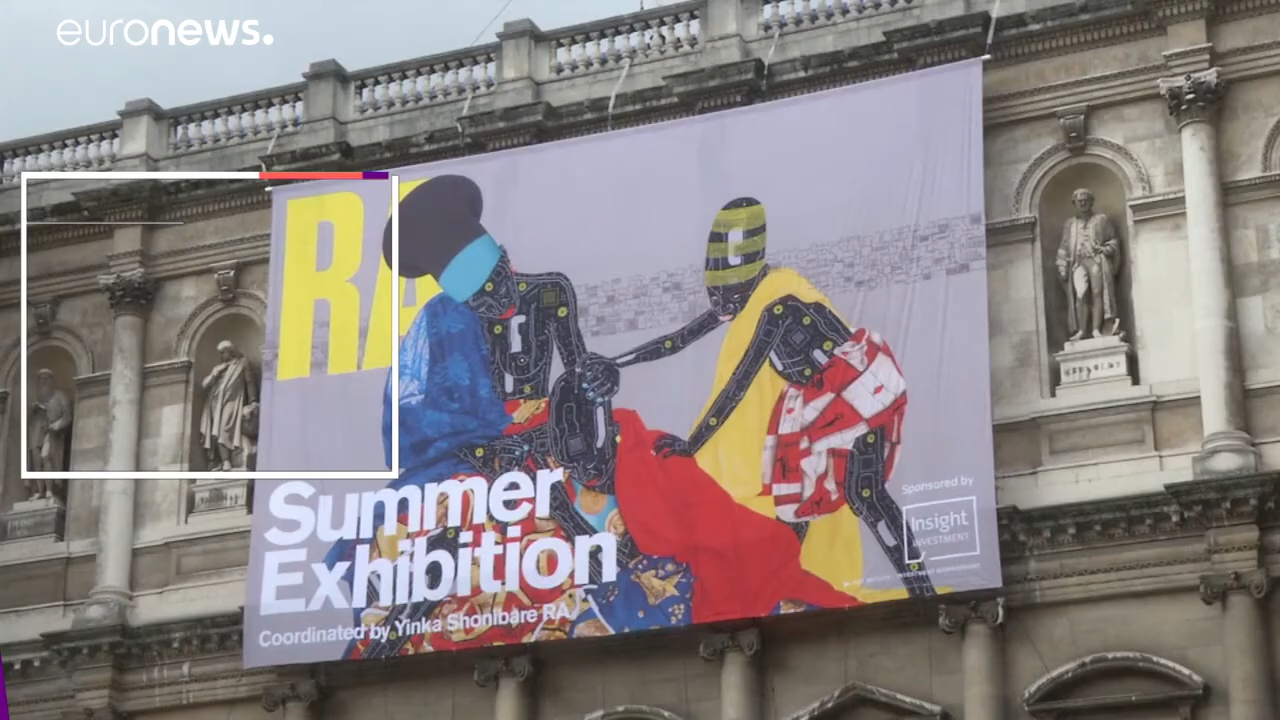 euronews.
RA
Summer
Exhibition
Coordinated by Yinka Shonibare RA
Sponsored by
Insight
INVESTMENT